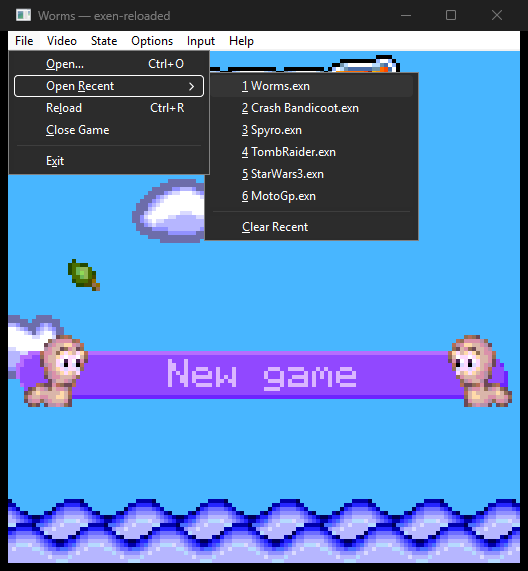 Worms — exen-reloaded
File Video State Options Input Help
Open... Ctrl+O
Open Recent
Reload Ctrl+R
Close Game
Exit
1 Worms.exn
2 Crash Bandicoot.exn
3 Spyro.exn
4 TombRaider.exn
5 StarWars3.exn
6 MotoGp.exn
Clear Recent
New game